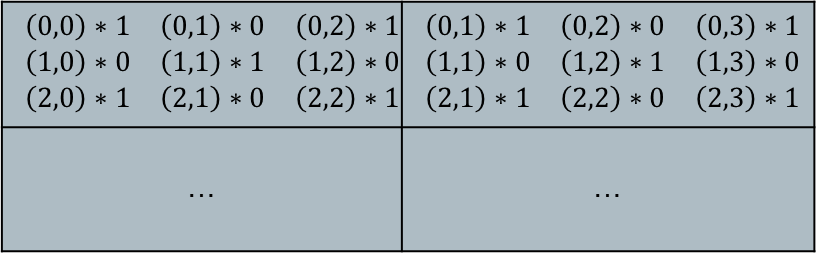 (0,0) ∗ 1 (0,1) ∗ 0 (0,2) ∗ 1
(1,0) ∗ 0 (1,1) ∗ 1 (1,2) ∗ 0
(2,0) ∗ 1 (2,1) ∗ 0 (2,2) ∗ 1
(0,1) ∗ 1 (0,2) ∗ 0 (0,3) ∗ 1
(1,1) ∗ 0 (1,2) ∗ 1 (1,3) ∗ 0
(2,1) ∗ 1 (2,2) ∗ 0 (2,3) ∗ 1
…
…